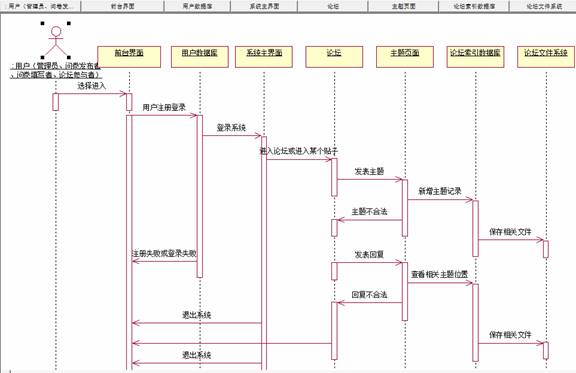 : 用户（管理员、问卷发...
前台界面
用户数据库
系统主界面
论坛
主题页面
论坛索引数据库
论坛文件系统
前台界面
用户数据库
系统主界面
论坛
主题页面
论坛索引数据库
论坛文件系统
: 用户（管理员、问卷发布者
、问卷填写者、论坛参与者）
选择进入
用户注册登录
登录系统
进入论坛或进入某个贴子
发表主题
新增主题记录
主题不合法
保存相关文件
注册失败或登录失败
发表回复
查看相关主题位置
回复不合法
退出系统
保存相关文件
退出系统